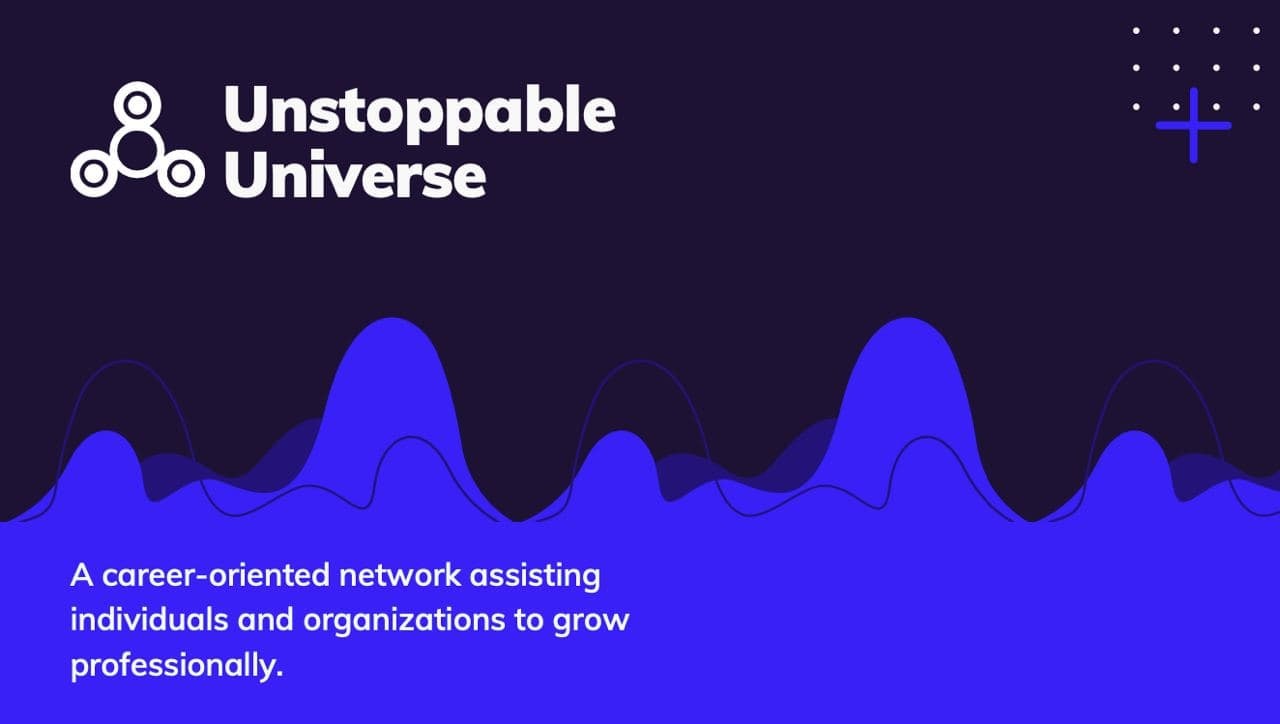 Unstoppable
Universe
A career-oriented network assisting
individuals and organizations to grow
professionally.